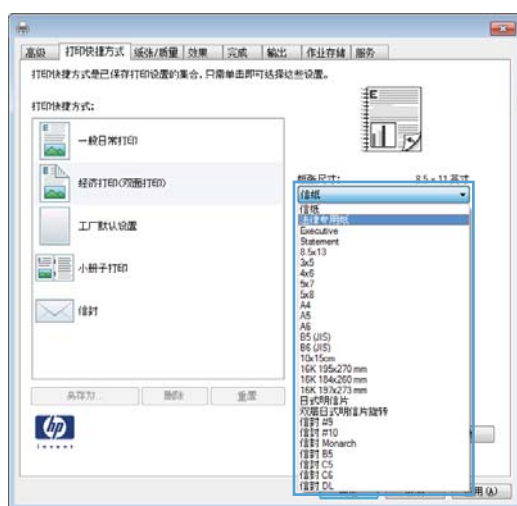 高级 打印快捷方式 纸张/质量 效果 完成 输出 作业存储 服务
打印快捷方式是已保存打印设置的集合,只需单击即可选择这些设置。
打印快捷方式:
一般日常打印
经济打印(双面打印)
工厂默认设置
小册子打印
信封
另存为... 删除 重置
hp
invent
纸张尺寸: 8.5 × 11 英寸
信纸
信纸
法律专用纸
Executive
Statement
8.5x13
3x5
4x6
5x7
5x8
A4
A5
A6
B5 (JIS)
B6 (JIS)
10x15cm
16K 195x270 mm
16K 184x260 mm
16K 197x273 mm
日式明信片
双层日式明信片旋转
信封 #9
信封 #10
信封 Monarch
信封 B5
信封 C5
信封 C6
信封 DL
用(A)